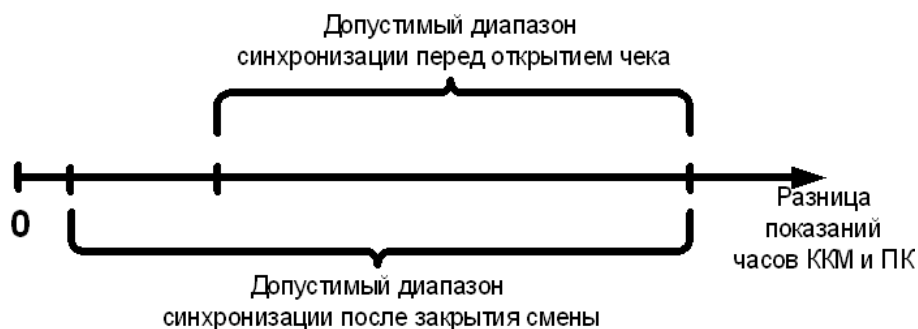 Допустимый диапазон
синхронизации перед открытием чека
0
Разница
показаний
часов ККМ и ПК
Допустимый диапазон
синхронизации после закрытия смены